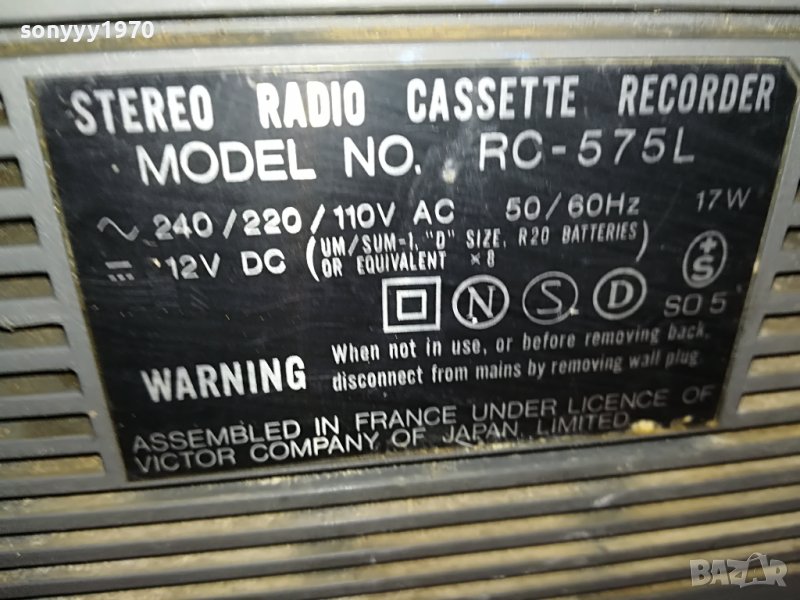 sonyyy1970
STEREO RADIO CASSETTE RECORDER
MODEL NO. RC-575L
~ 240/220/110V AC 50/60Hz 17W
⎓ 12V DC (UM/SUM-1, "D" SIZE, R20 BATTERIES
OR EQUIVALENT ×8)
+S
N S D SO 5
WARNING When not in use, or before removing back,
disconnect from mains by removing wall plug
ASSEMBLED IN FRANCE UNDER LICENCE OF
VICTOR COMPANY OF JAPAN, LIMITED
BAZAR